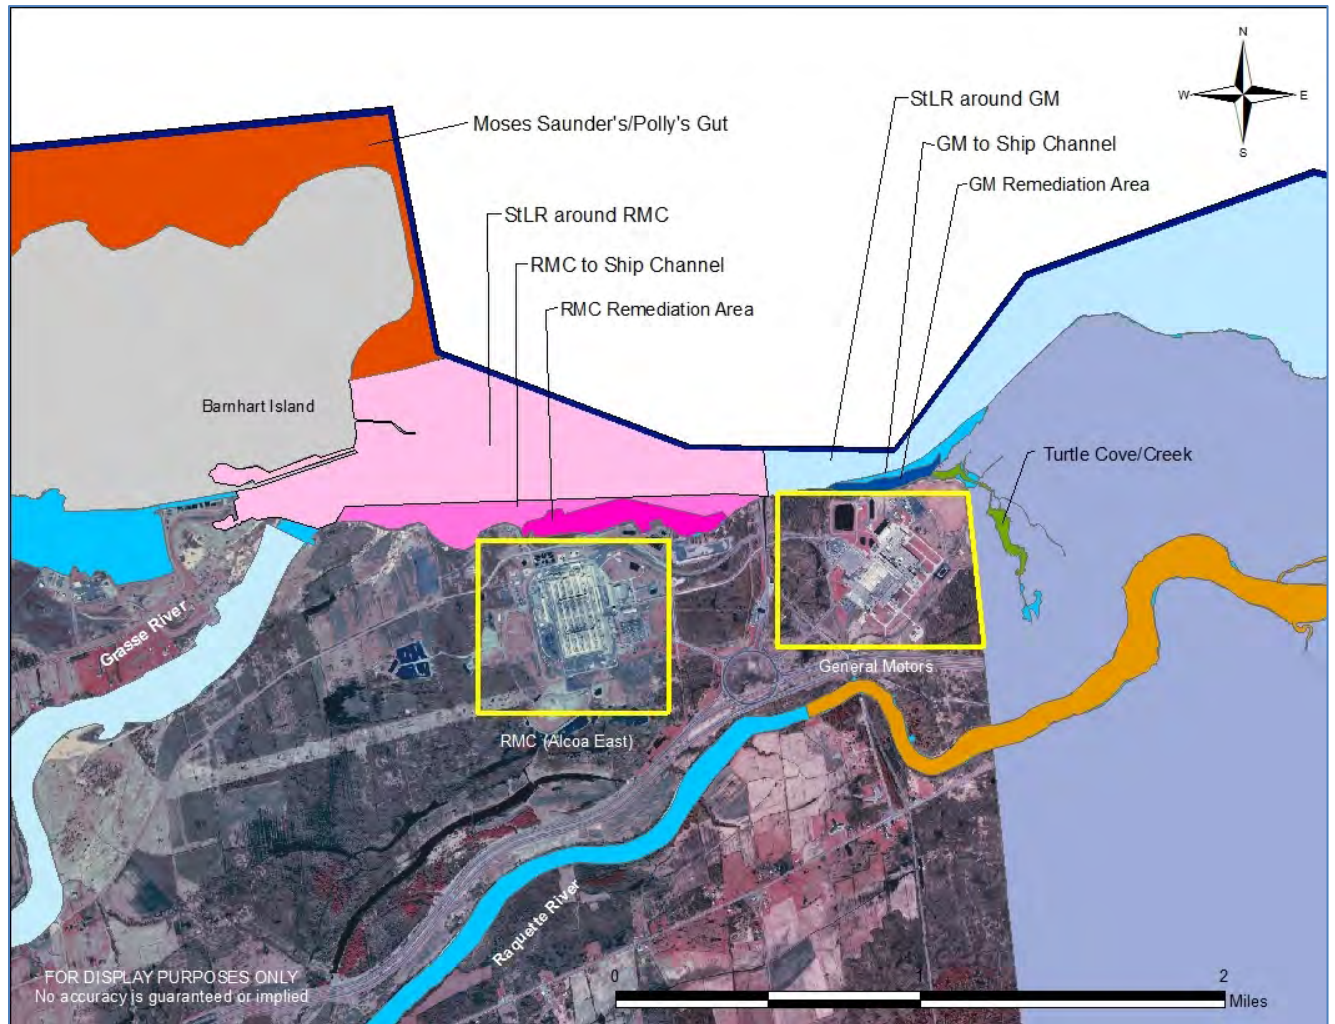 N
W E
S
StLR around GM
Moses Saunder's/Polly's Gut
GM to Ship Channel
GM Remediation Area
StLR around RMC
RMC to Ship Channel
RMC Remediation Area
Barnhart Island
Turtle Cove/Creek
Grasse River
General Motors
RMC (Alcoa East)
Raquette River
FOR DISPLAY PURPOSES ONLY
No accuracy is guaranteed or implied
0 1 2
Miles